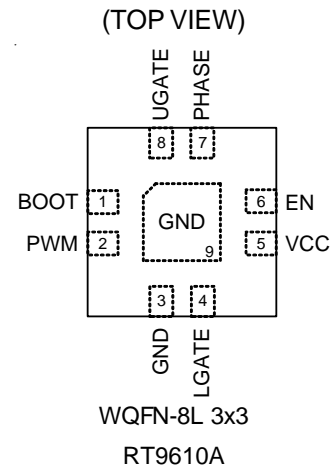 (TOP VIEW)
UGATE
PHASE
8
7
BOOT
1
6
EN
GND
PWM
2
5
VCC
9
3
4
GND
LGATE
WQFN-8L 3x3
RT9610A